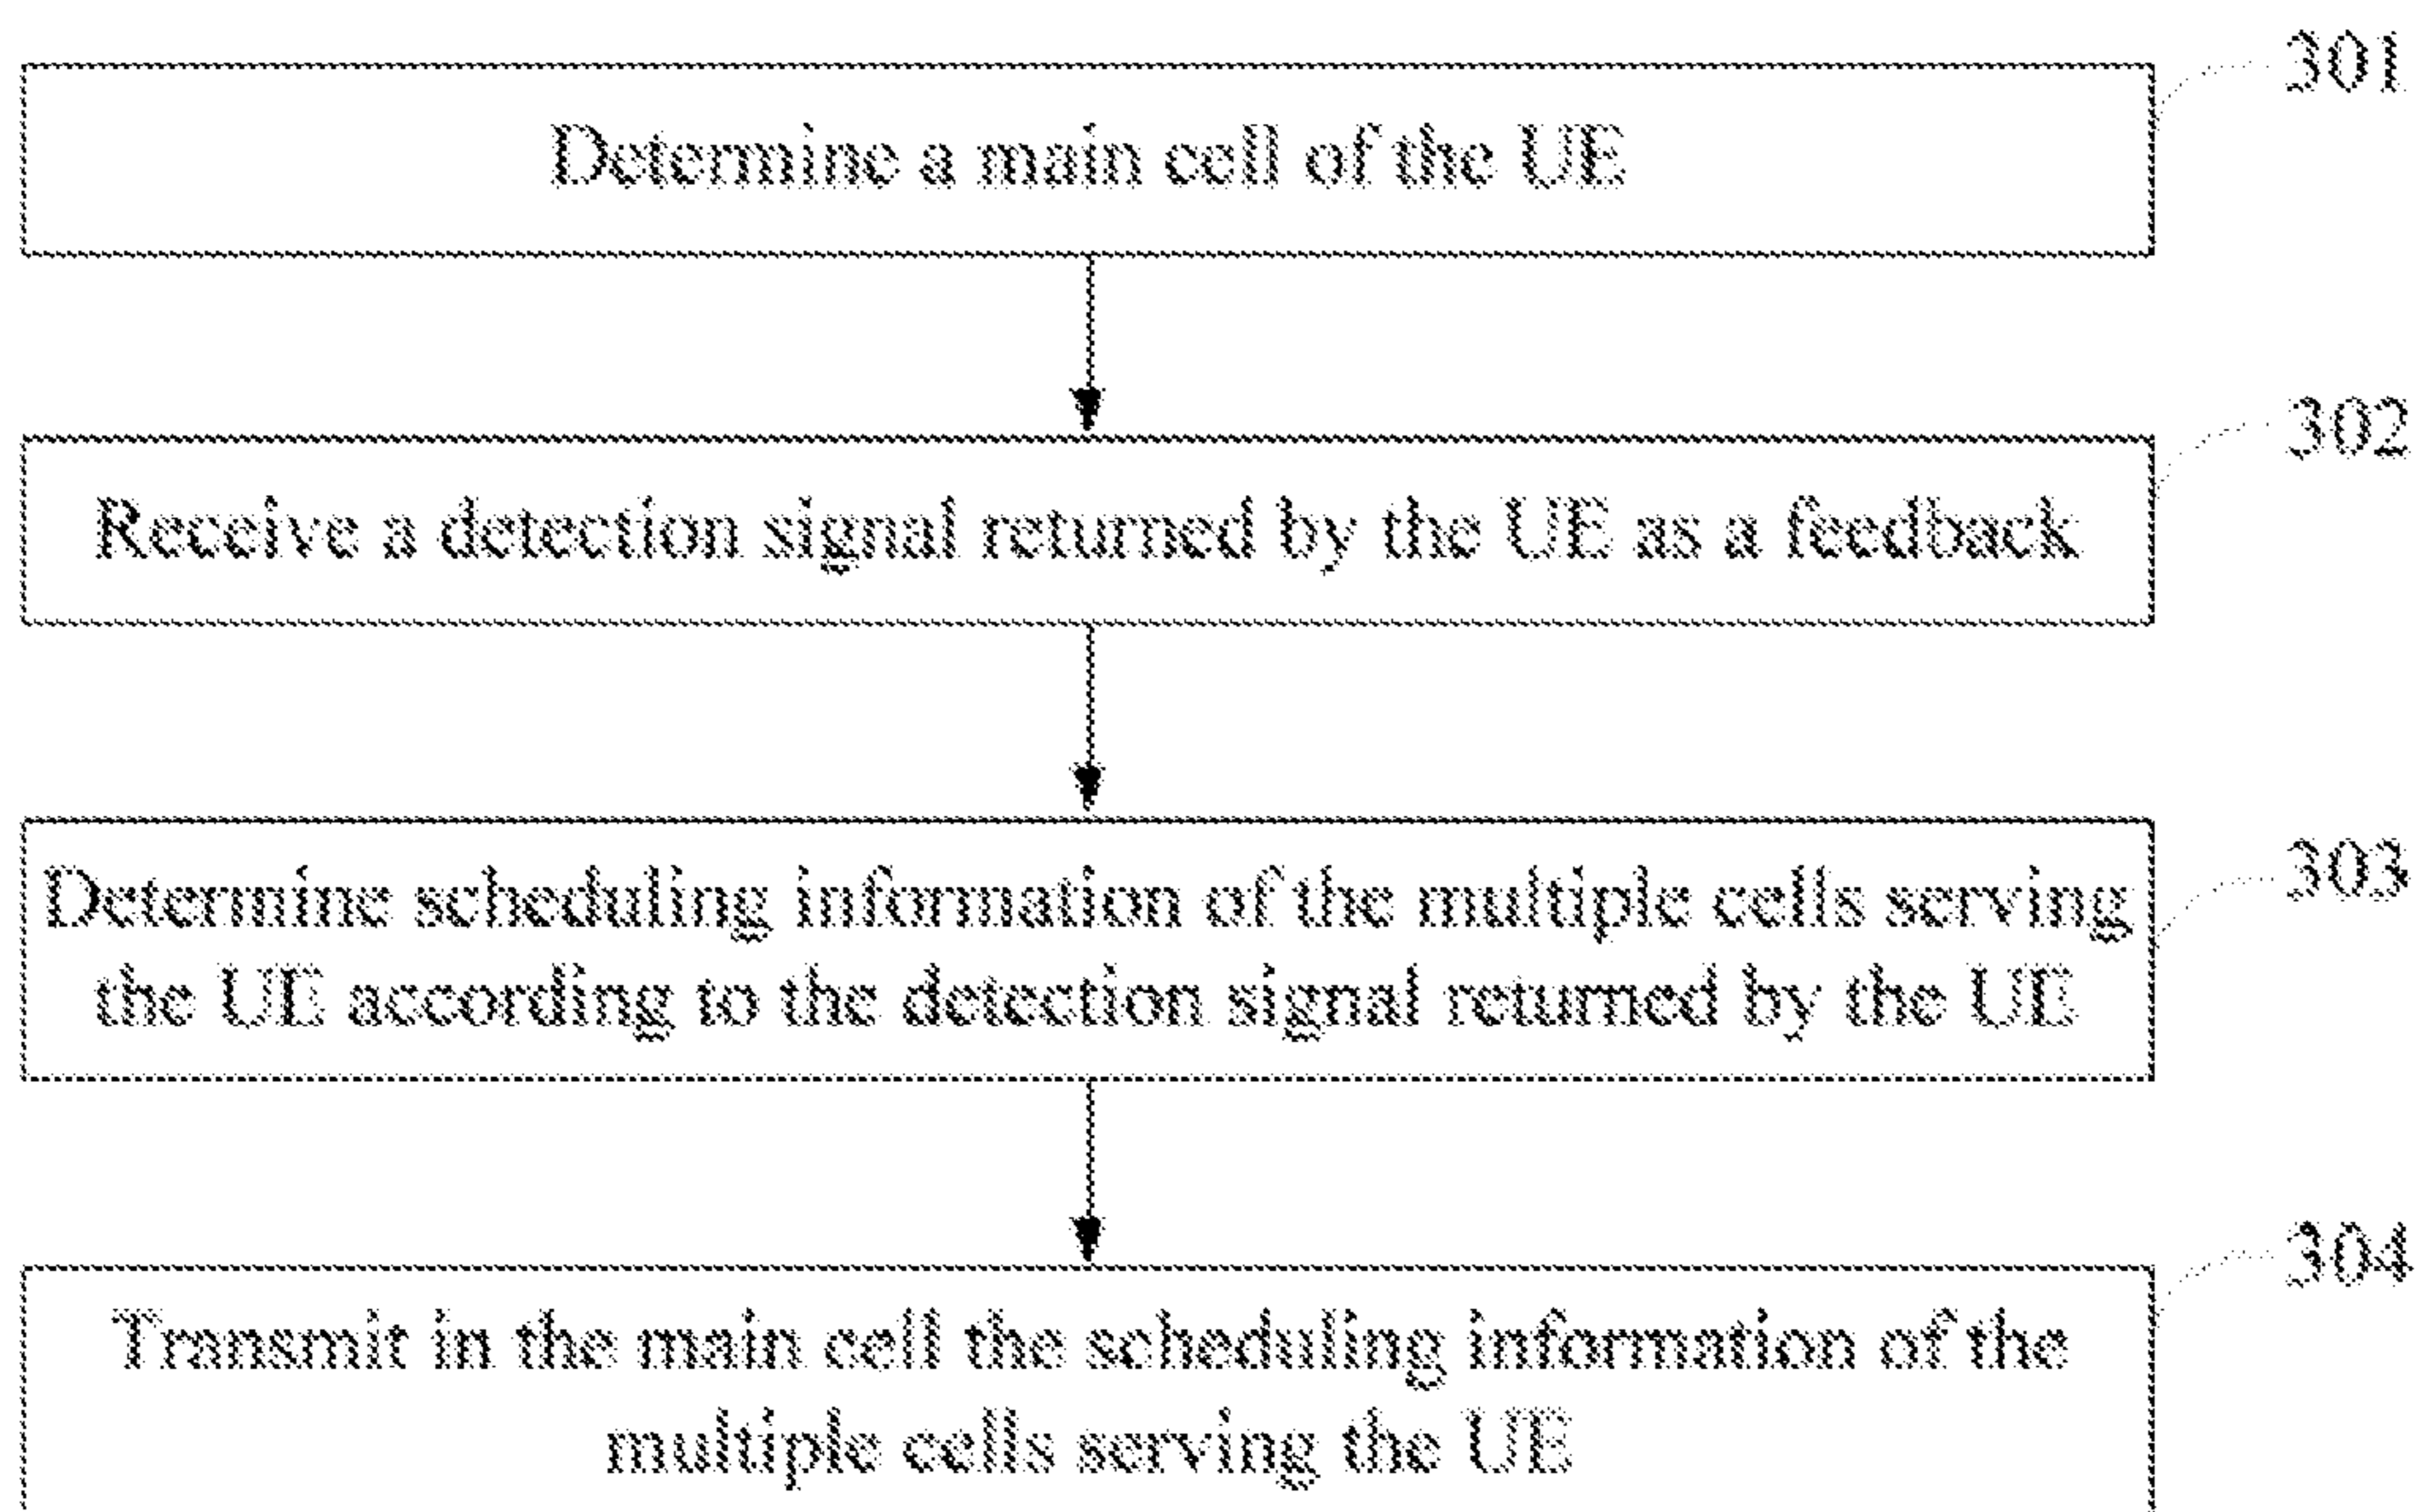 301
Determine a main cell of the UE
302
Receive a detection signal returned by the UE as a feedback
303
Determine scheduling information of the multiple cells serving
the UE according to the detection signal returned by the UE
304
Transmit in the main cell the scheduling information of the
multiple cells serving the UE